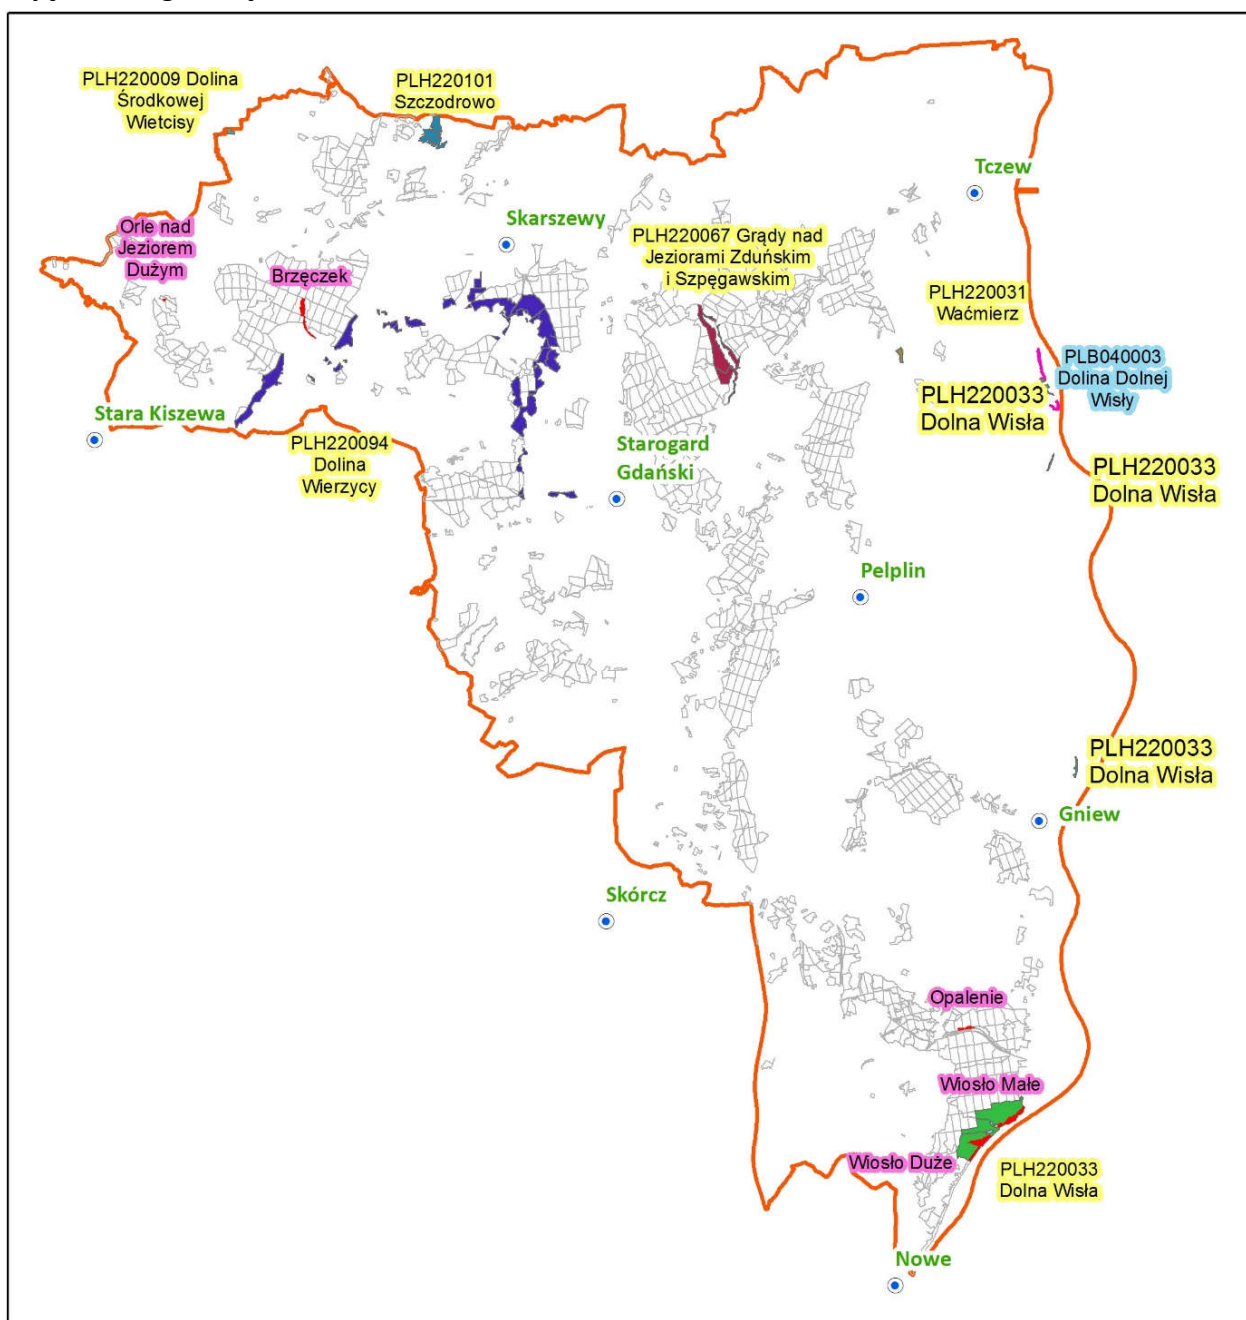 PLH220009 Dolina
Środkowej
Wietcisy
PLH220101
Szczodrowo
Tczew
Orle nad
Jeziorem
Dużym
Skarszewy
PLH220067 Grądy nad
Jeziorami Zduńskim
i Szpęgawskim
Brzęczek
PLH220031
Waćmierz
PLB040003
Dolina Dolnej
Wisły
PLH220033
Dolna Wisła
Stara Kiszewa
PLH220094
Dolina
Wierzycy
Starogard
Gdański
PLH220033
Dolna Wisła
Pelplin
PLH220033
Dolna Wisła
Gniew
Skórcz
Opalenie
Wiosło Małe
Wiosło Duże
PLH220033
Dolna Wisła
Nowe